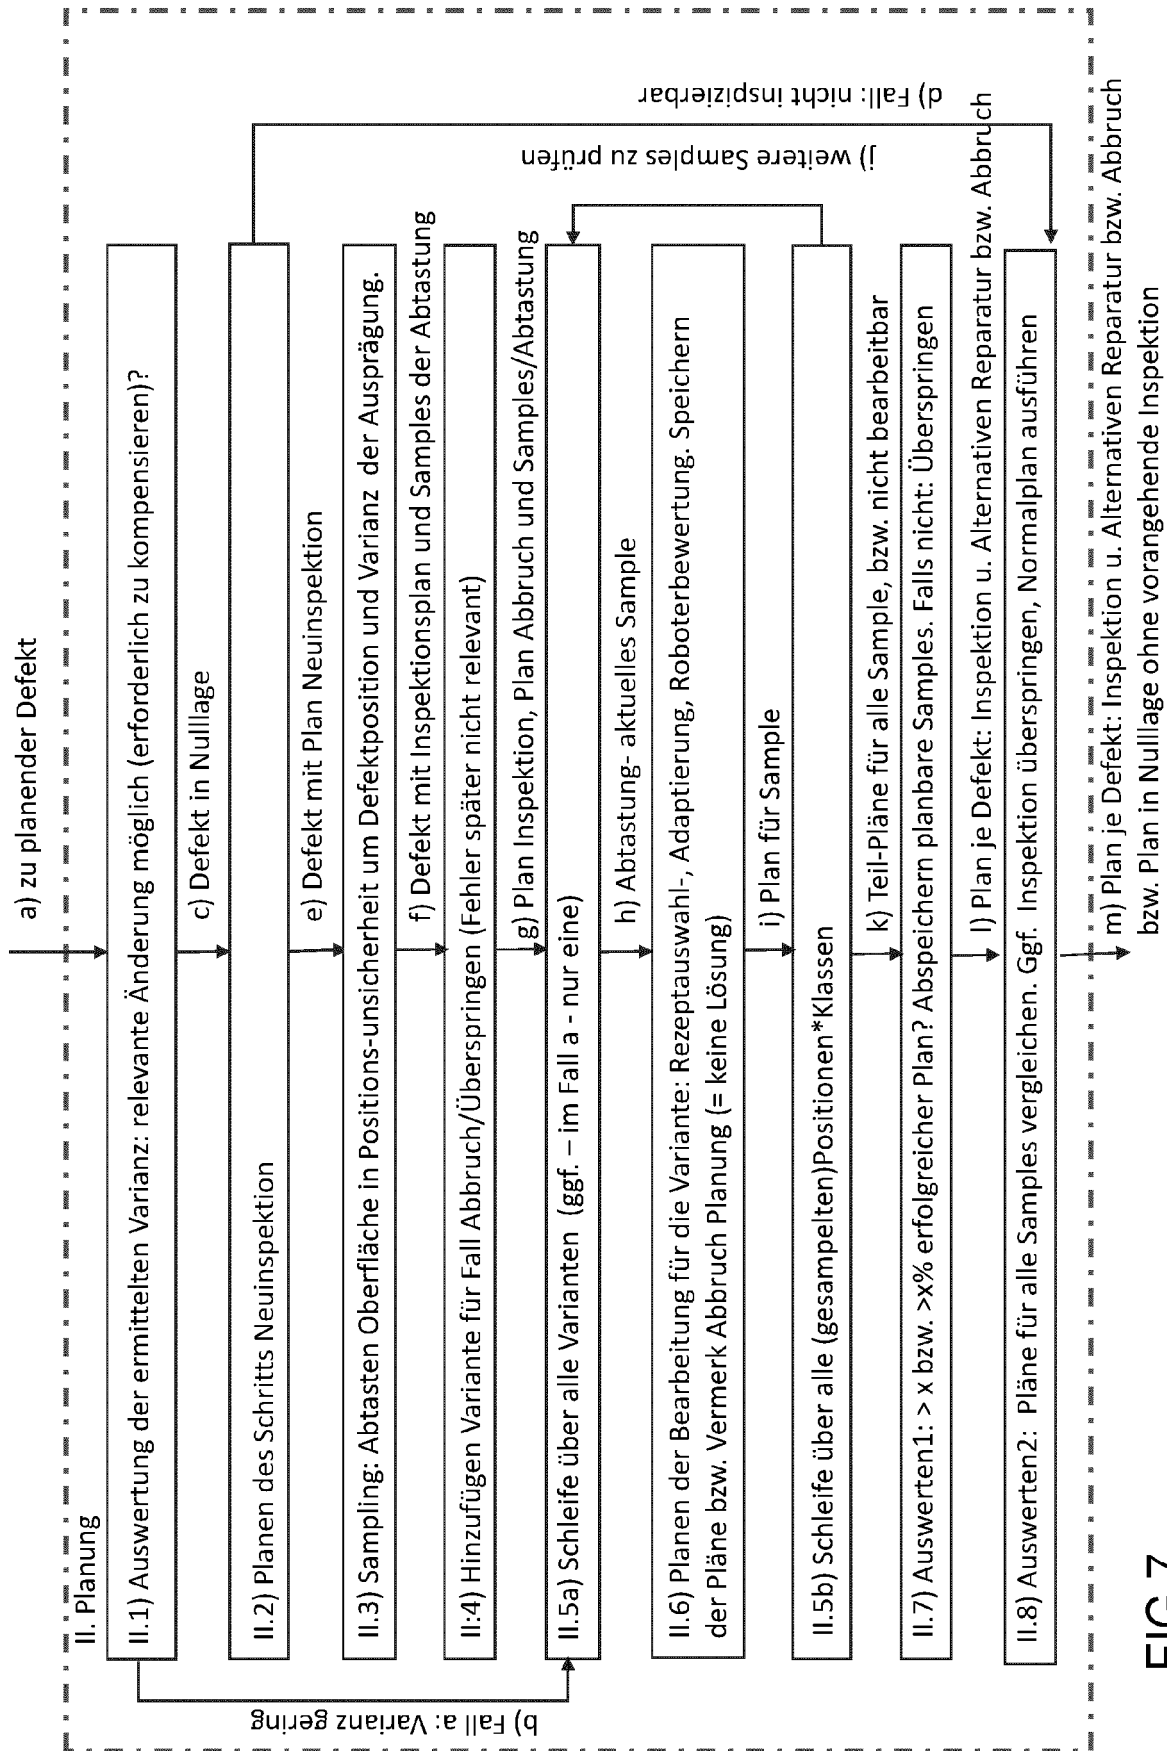 a) zu planender Defekt
II. Planung
II.1) Auswertung der ermittelten Varianz: relevante Änderung möglich (erforderlich zu kompensieren)?
b) Fall a: Varianz gering
c) Defekt in Nulllage
II.2) Planen des Schritts Neuinspektion
d) Fall: nicht inspizierbar
e) Defekt mit Plan Neuinspektion
II.3) Sampling: Abtasten Oberfläche in Positions-unsicherheit um Defektposition und Varianz der Ausprägung.
f) Defekt mit Inspektionsplan und Samples der Abtastung
II:4) Hinzufügen Variante für Fall Abbruch/Überspringen (Fehler später nicht relevant)
g) Plan Inspektion, Plan Abbruch und Samples/Abtastung
II.5a) Schleife über alle Varianten (ggf. – im Fall a - nur eine)
h) Abtastung- aktuelles Sample
II.6) Planen der Bearbeitung für die Variante: Rezeptauswahl-, Adaptierung, Roboterbewertung. Speichern
der Pläne bzw. Vermerk Abbruch Planung (= keine Lösung)
i) Plan für Sample
II.5b) Schleife über alle (gesampelten)Positionen*Klassen
j) weitere Samples zu prüfen
k) Teil-Pläne für alle Sample, bzw. nicht bearbeitbar
II.7) Auswerten1: > x bzw. >x% erfolgreicher Plan? Abspeichern planbare Samples. Falls nicht: Überspringen
l) Plan je Defekt: Inspektion u. Alternativen Reparatur bzw. Abbruch
II.8) Auswerten2: Pläne für alle Samples vergleichen. Ggf. Inspektion überspringen, Normalplan ausführen
m) Plan je Defekt: Inspektion u. Alternativen Reparatur bzw. Abbruch
bzw. Plan in Nulllage ohne vorangehende Inspektion
FIG 7